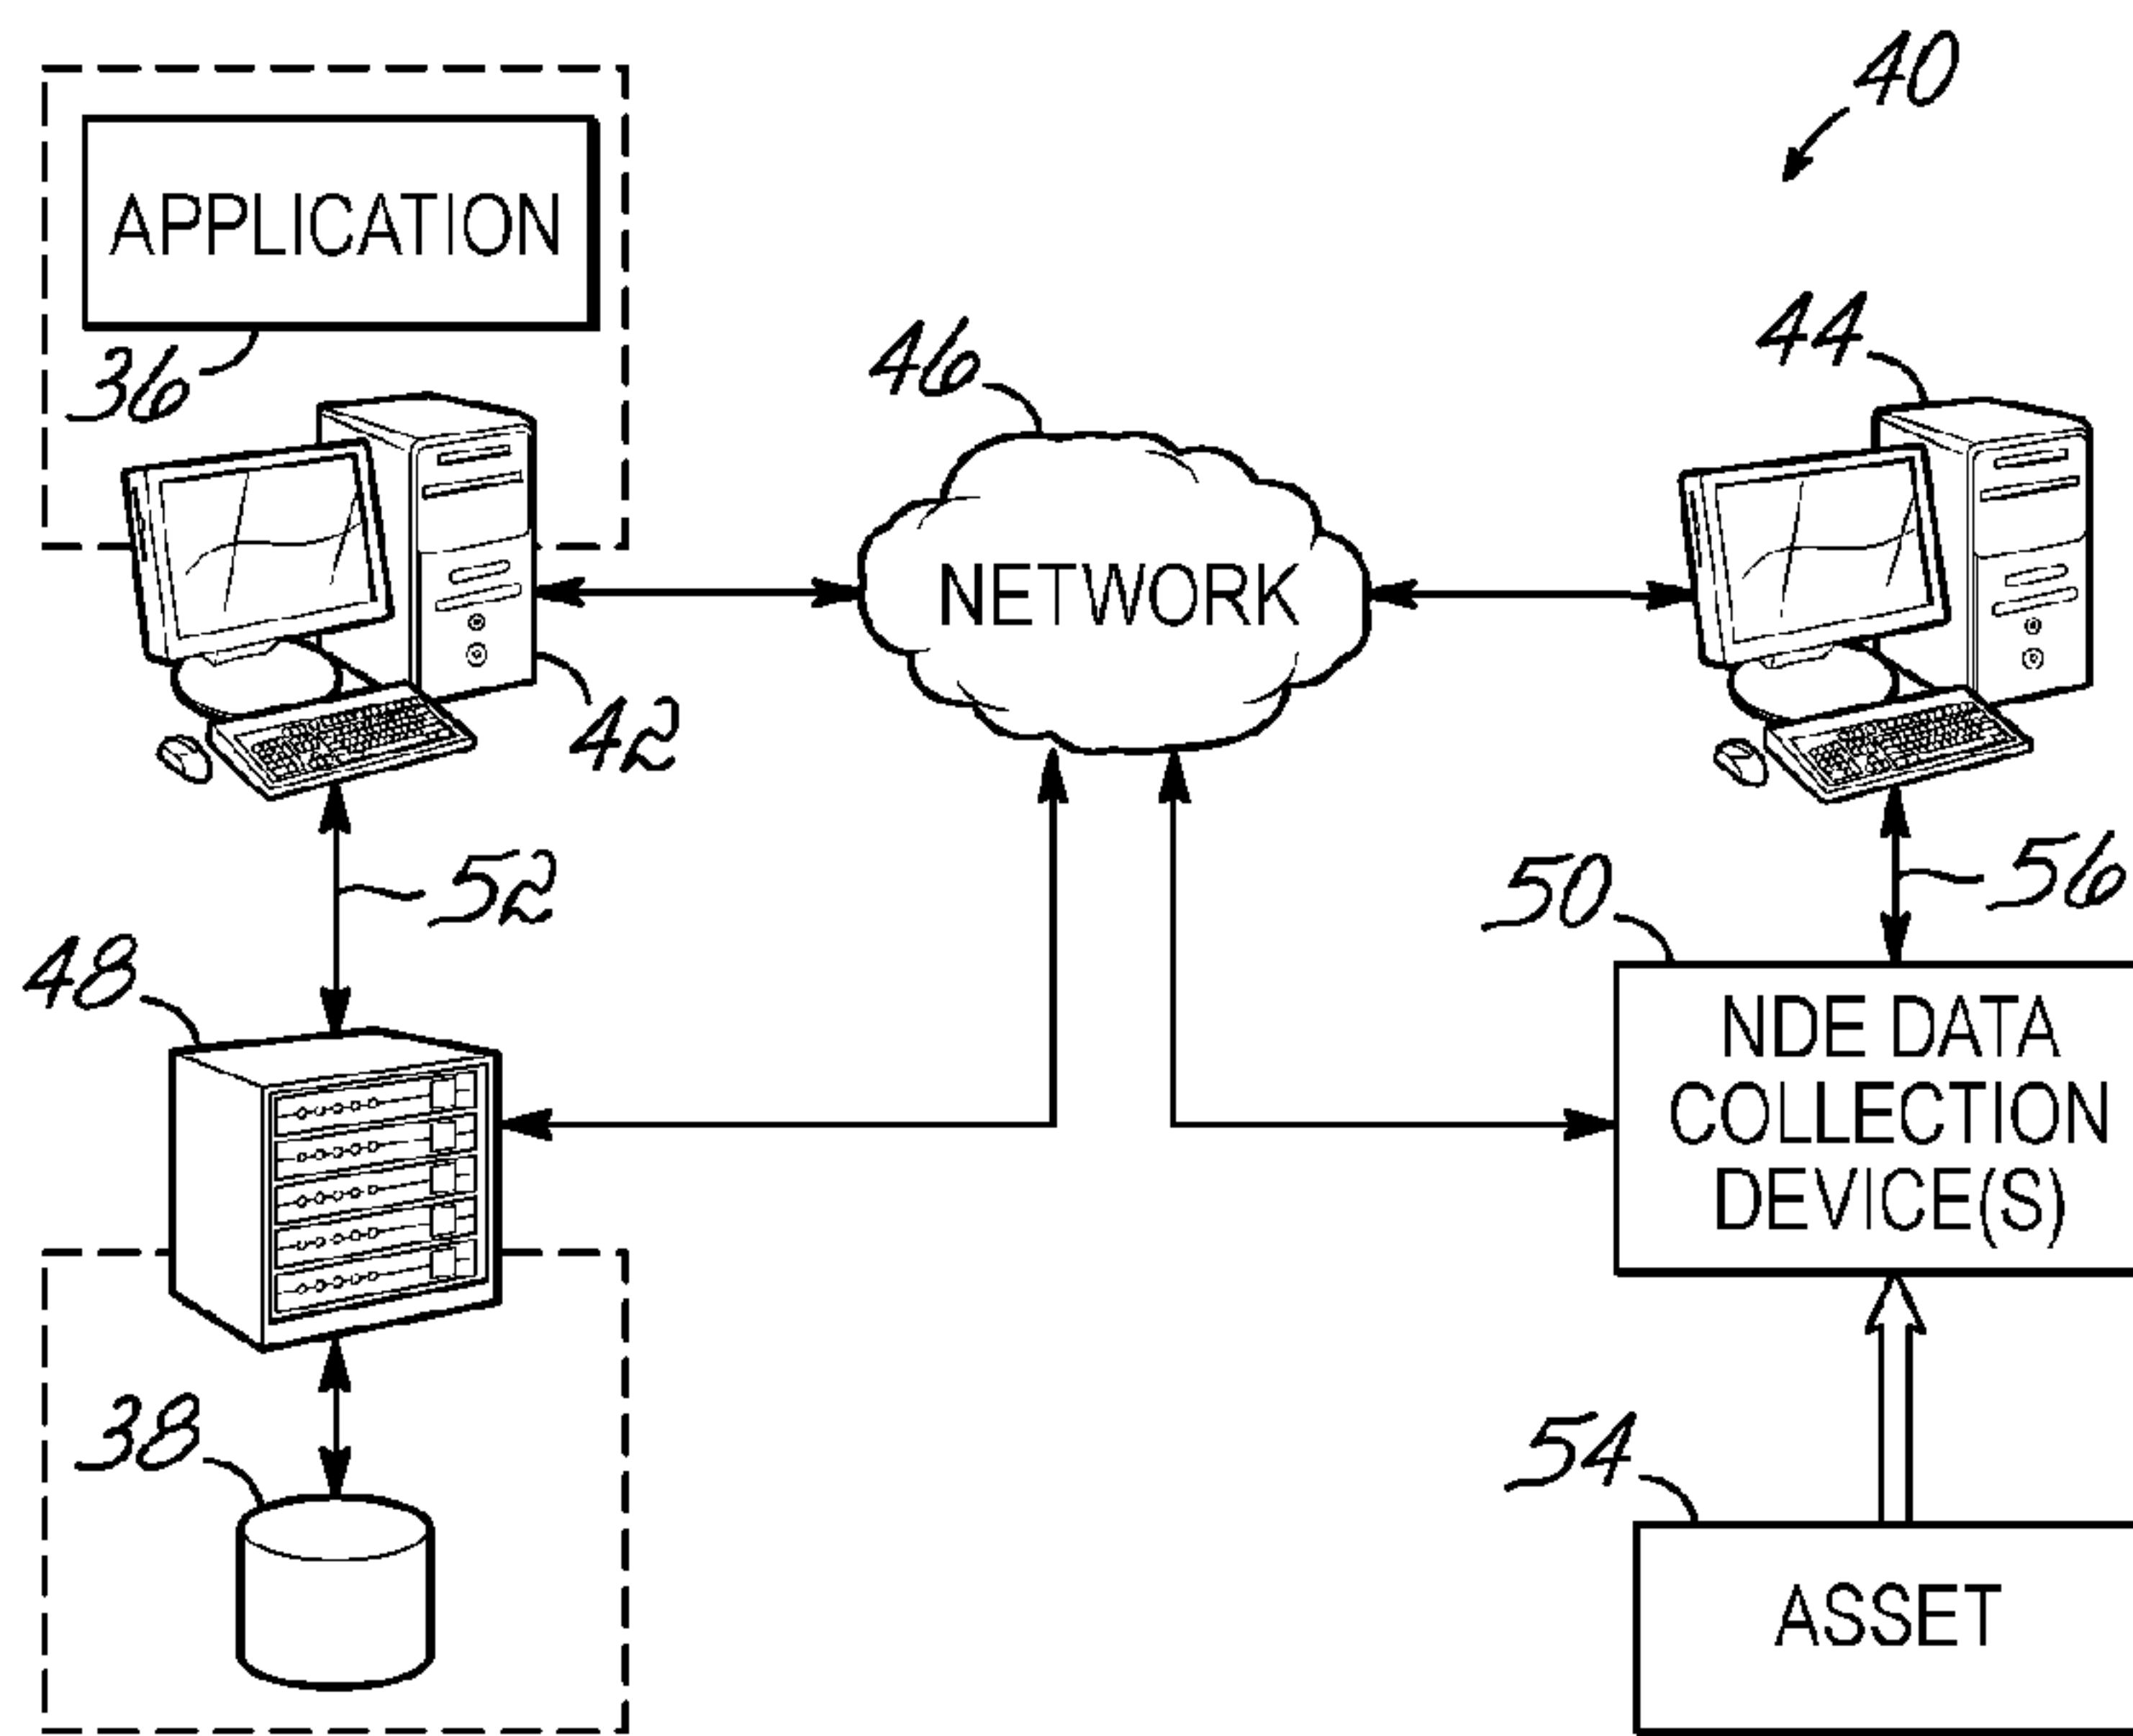 40
APPLICATION
36
46
44
NETWORK
42
52
50
56
48
NDE DATA
COLLECTION
DEVICE(S)
38
54
ASSET